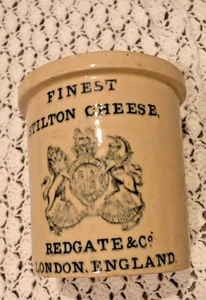 FINEST
STILTON CHEESE,
REDGATE & Co.
LONDON, ENGLAND.